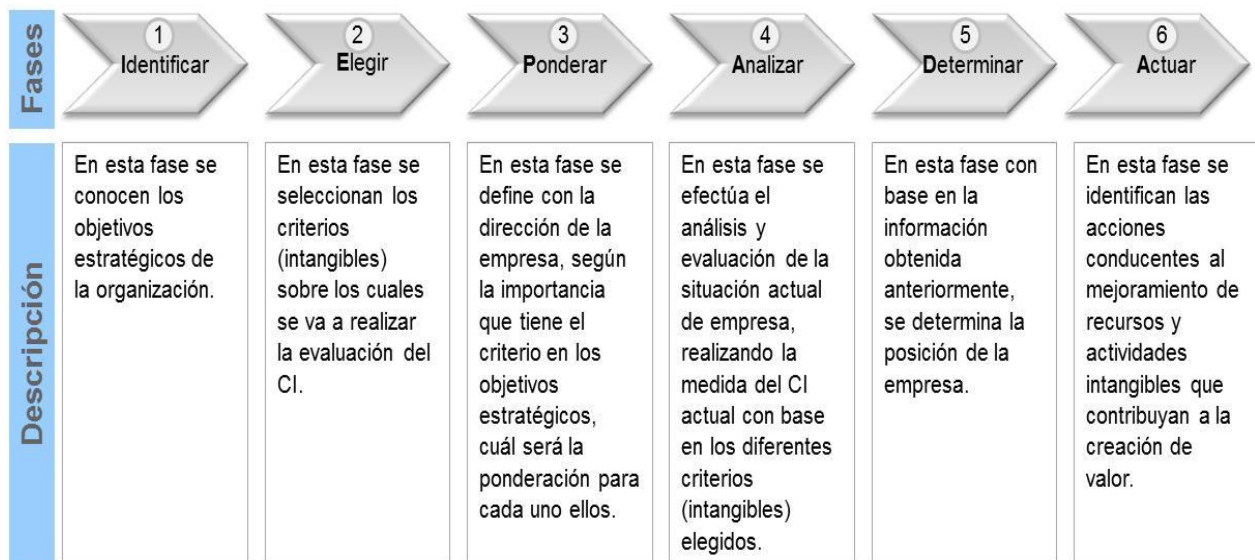 Fases
1
Identificar
2
Elegir
3
Ponderar
4
Analizar
5
Determinar
6
Actuar
Descripción
En esta fase se
conocen los
objetivos
estratégicos de
la organización.
En esta fase se
seleccionan los
criterios
(intangibles)
sobre los cuales
se va a realizar
la evaluación del
CI.
En esta fase se
define con la
dirección de la
empresa, según
la importancia
que tiene el
criterio en los
objetivos
estratégicos,
cuál será la
ponderación para
cada uno ellos.
En esta fase se
efectúa el
análisis y
evaluación de la
situación actual
de empresa,
realizando la
medida del CI
actual con base
en los diferentes
criterios
(intangibles)
elegidos.
En esta fase con
base en la
información
obtenida
anteriormente,
se determina la
posición de la
empresa.
En esta fase se
identifican las
acciones
conducentes al
mejoramiento de
recursos y
actividades
intangibles que
contribuyan a la
creación de
valor.